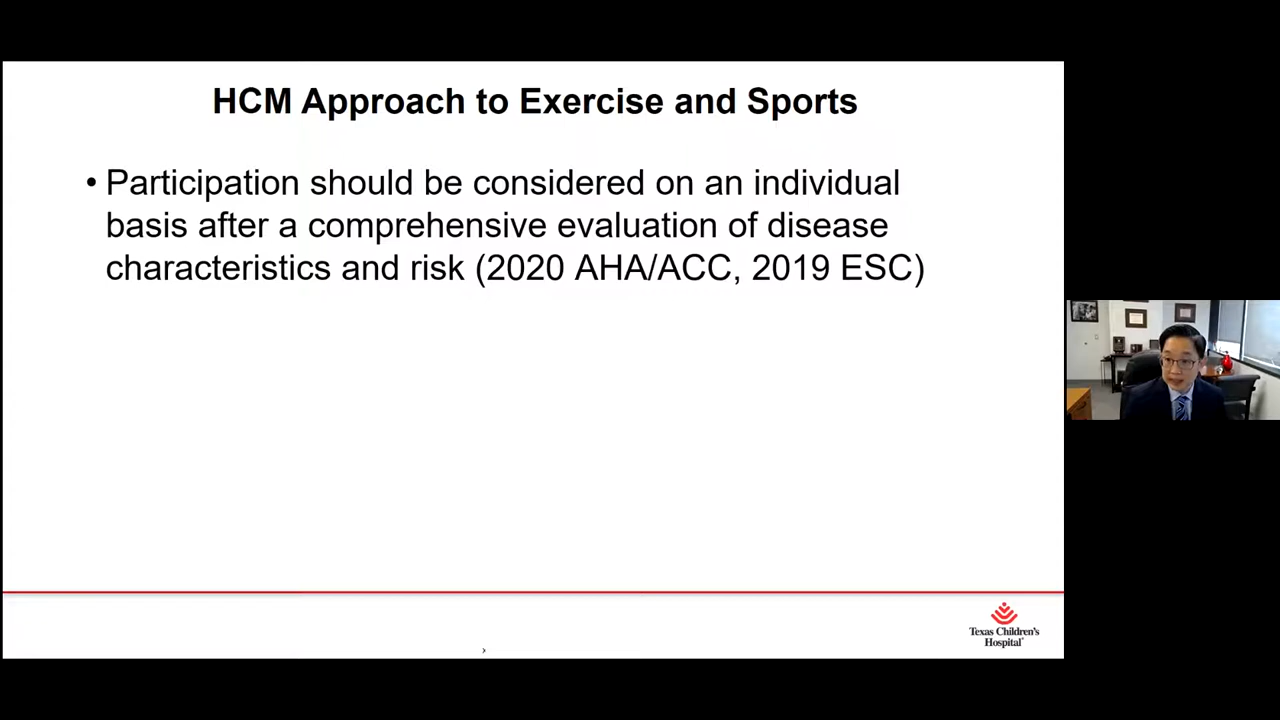 HCM Approach to Exercise and Sports
• Participation should be considered on an individual
basis after a comprehensive evaluation of disease
characteristics and risk (2020 AHA/ACC, 2019 ESC)
Texas Children's
Hospital